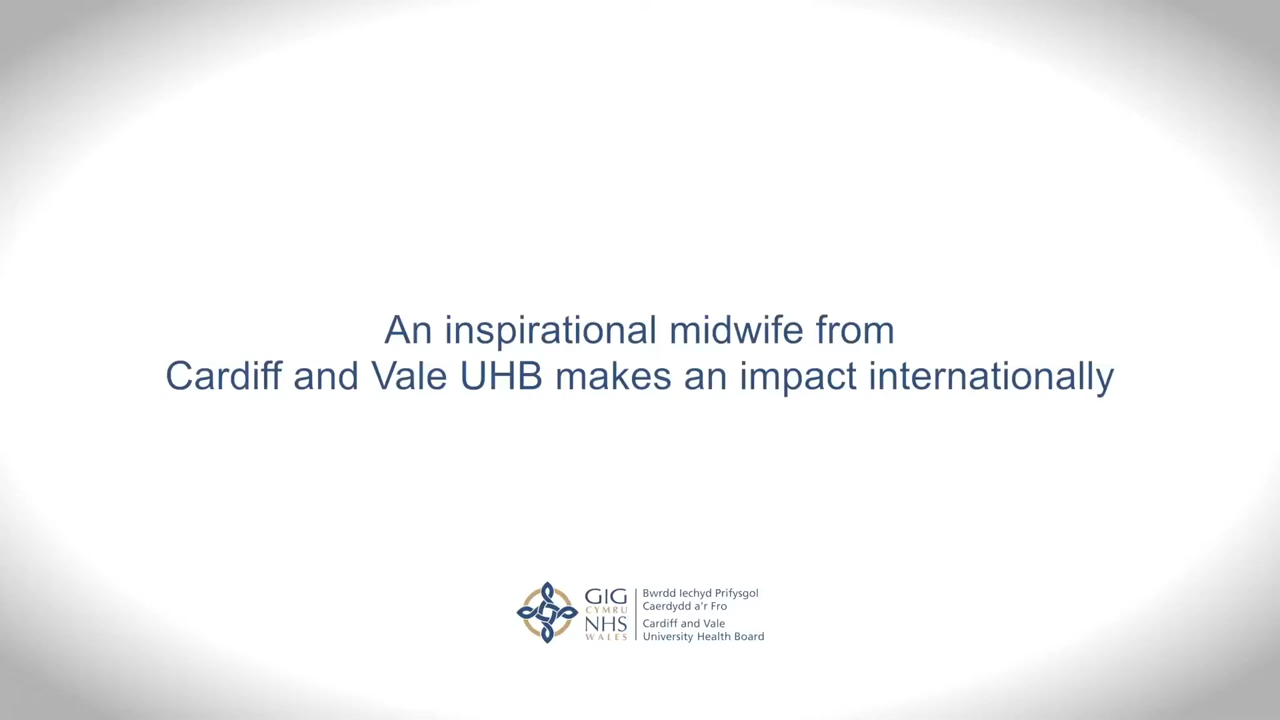 An inspirational midwife from
Cardiff and Vale UHB makes an impact internationally
GIG
CYMRU
NHS
WALES
Bwrdd Iechyd Prifysgol
Caerdydd a'r Fro
Cardiff and Vale
University Health Board